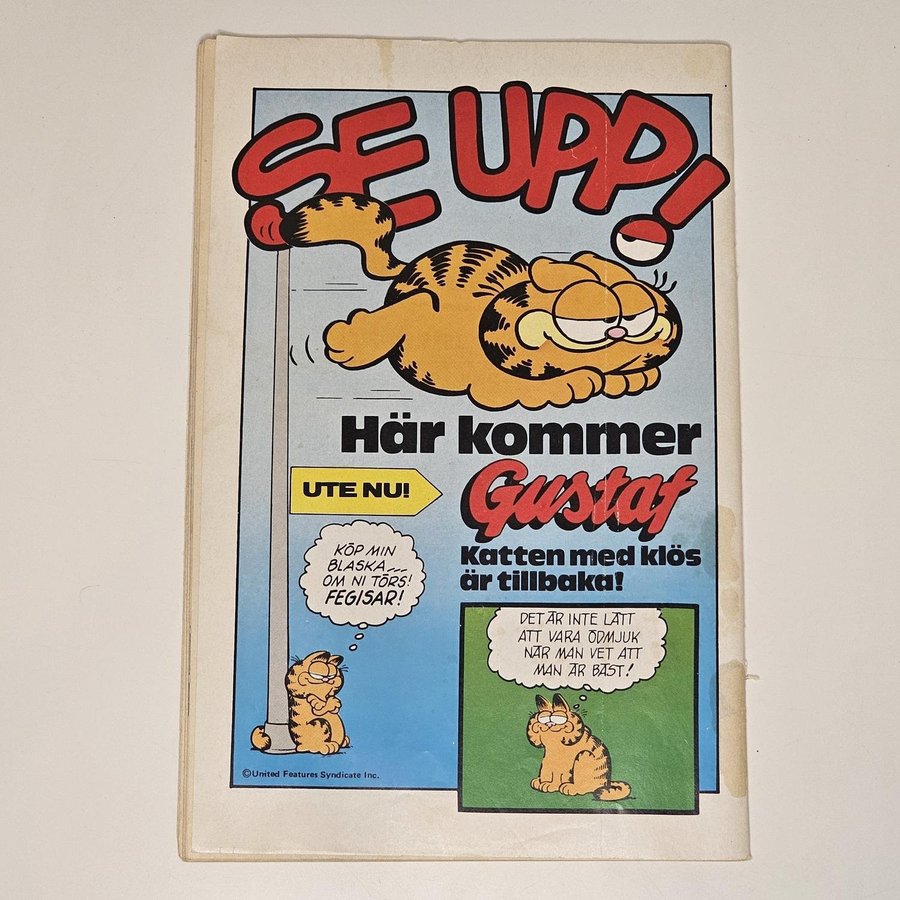 SE UPP!
Här kommer
Gustaf
UTE NU!
Katten med klös
är tillbaka!
KÖP MIN
BLASKA....
OM NI TÖRS!
FEGISAR!
DET ÄR INTE LÄTT
ATT VARA ÖDMJUK
NÄR MAN VET ATT
MAN ÄR BÄST!
©United Features Syndicate Inc.